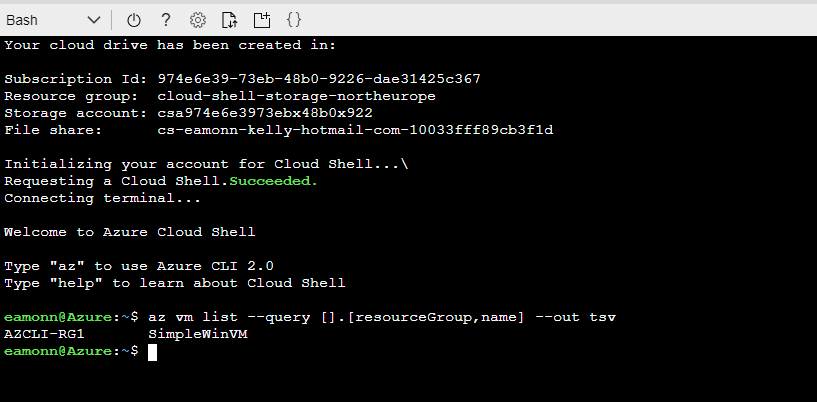 Bash
Your cloud drive has been created in:
Subscription Id: 974e6e39-73eb-48b0-9226-dae31425c367
Resource group:  cloud-shell-storage-northeurope
Storage account: csa974e6e3973ebx48b0x922
File share:      cs-eamonn-kelly-hotmail-com-10033fff89cb3f1d
Initializing your account for Cloud Shell...\
Requesting a Cloud Shell.Succeeded.
Connecting terminal...
Welcome to Azure Cloud Shell
Type "az" to use Azure CLI 2.0
Type "help" to learn about Cloud Shell
eamonn@Azure:~$ az vm list --query [].[resourceGroup,name] --out tsv
AZCLI-RG1       SimpleWinVM
eamonn@Azure:~$